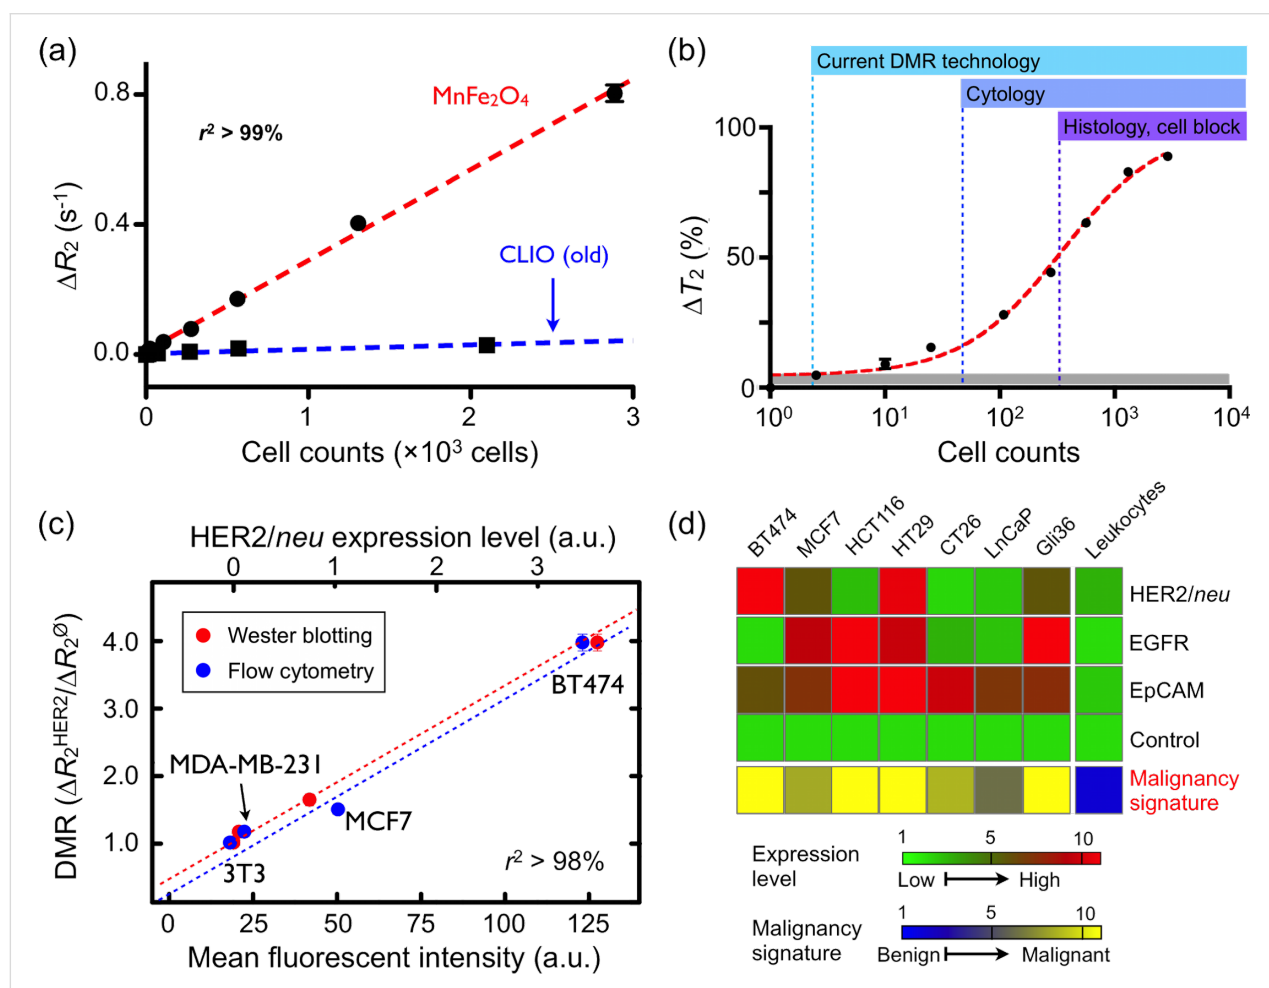 (a)
MnFe₂O₄
r² > 99%
CLIO (old)
ΔR₂ (s⁻¹)
0.8
0.4
0.0
0 1 2 3
Cell counts (×10³ cells)
(b)
Current DMR technology
Cytology
Histology, cell block
ΔT₂ (%)
100
50
0
10⁰ 10¹ 10² 10³ 10⁴
Cell counts
(c)
HER2/neu expression level (a.u.)
0 1 2 3
Wester blotting
Flow cytometry
DMR (ΔR₂ᴴᴱᴿ²/ΔR₂ᶲ)
4.0
3.0
2.0
1.0
BT474
MDA-MB-231
MCF7
3T3
r² > 98%
0 25 50 75 100 125
Mean fluorescent intensity (a.u.)
(d)
BT474 MCF7 HCT116 HT29 CT26 LnCaP Gli36 Leukocytes
HER2/neu
EGFR
EpCAM
Control
Malignancy
signature
Expression
level
1 5 10
Low High
Malignancy
signature
1 5 10
Benign Malignant